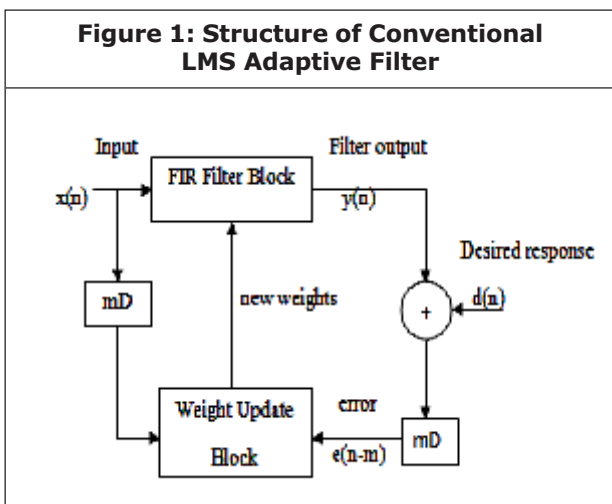 Figure 1: Structure of Conventional
LMS Adaptive Filter
Input
Filter output
FIR Filter Block
x(n)
y(n)
Desired response
mD
new weights
+
d(n)
Weight Update
Block
error
e(n-m)
mD